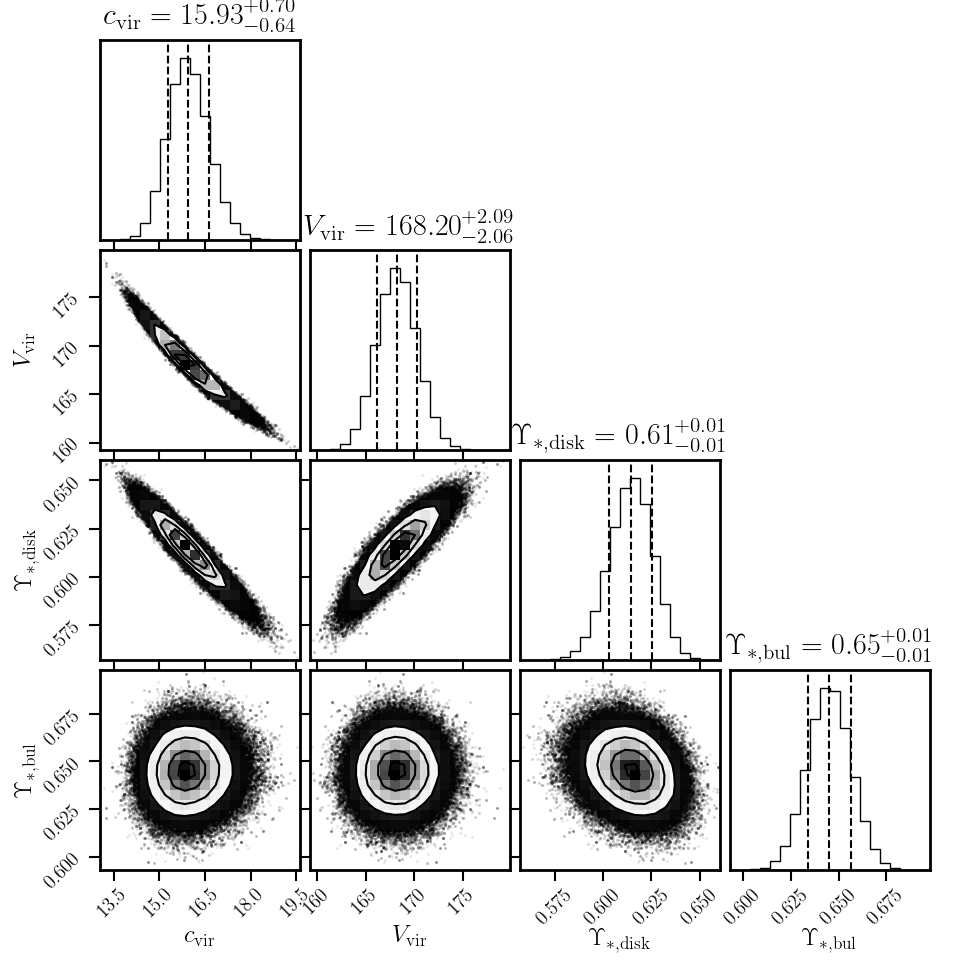 c_vir = 15.93 +0.70 −0.64
V_vir = 168.20 +2.09 −2.06
V_vir
175
170
165
160
Υ_*,disk = 0.61 +0.01 −0.01
Υ_*,disk
0.650
0.625
0.600
0.575
Υ_*,bul = 0.65 +0.01 −0.01
Υ_*,bul
0.675
0.650
0.625
0.600
13.5 15.0 16.5 18.0 19.5 160 165 170 175 0.575 0.600 0.625 0.650 0.600 0.625 0.650 0.675
c_vir V_vir Υ_*,disk Υ_*,bul